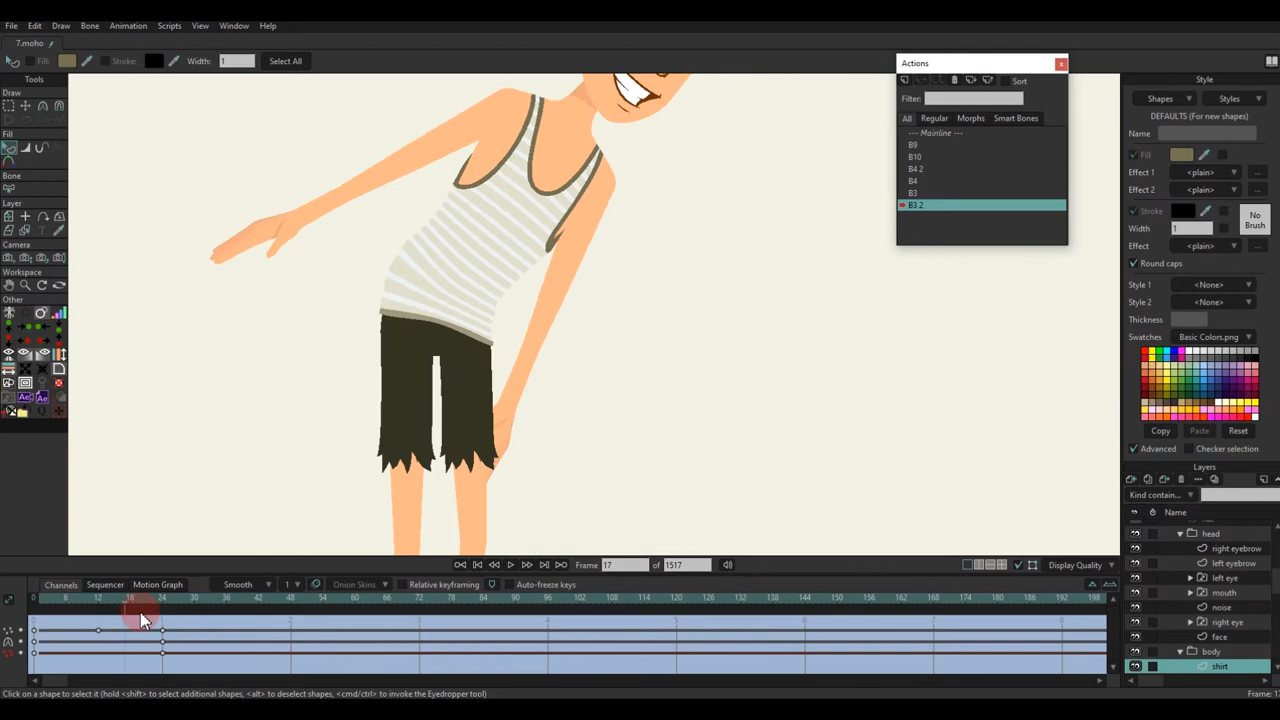 File Edit Draw Bone Animation Scripts View Window Help
7.moho
Fill: Stroke: Width: 1 Select All
Tools
Draw
Fill
Bone
Layer
Camera
Workspace
Other
Actions
Sort
Filter:
All Regular Morphs Smart Bones
--- Mainline ---
B9
B10
B4 2
B4
B3
B3 2
Style
Shapes Styles
DEFAULTS (For new shapes)
Name
Fill
Effect 1 <plain> ...
Effect 2 <plain> ...
Stroke
Width 1
No Brush
Effect <plain> ...
Round caps
Style 1 <None>
Style 2 <None>
Thickness
Swatches Basic Colors.png
Copy Paste Reset
Advanced Checker selection
Layers
Kind contain...
Name
head
right eyebrow
left eyebrow
left eye
mouth
noise
right eye
face
body
shirt
Frame 17 of 1517 Display Quality
Channels Sequencer Motion Graph Smooth 1 Onion Skins Relative keyframing Auto-freeze keys
0 6 12 18 24 30 36 42 48 54 60 66 72 78 84 90 96 102 108 114 120 126 132 138 144 150 156 162 168 174 180 186 192 198
0 1 2 3 4 5 6 7 8
Click on a shape to select it (hold <shift> to select additional shapes, <alt> to deselect shapes, <cmd/ctrl> to invoke the Eyedropper tool) Frame: 17